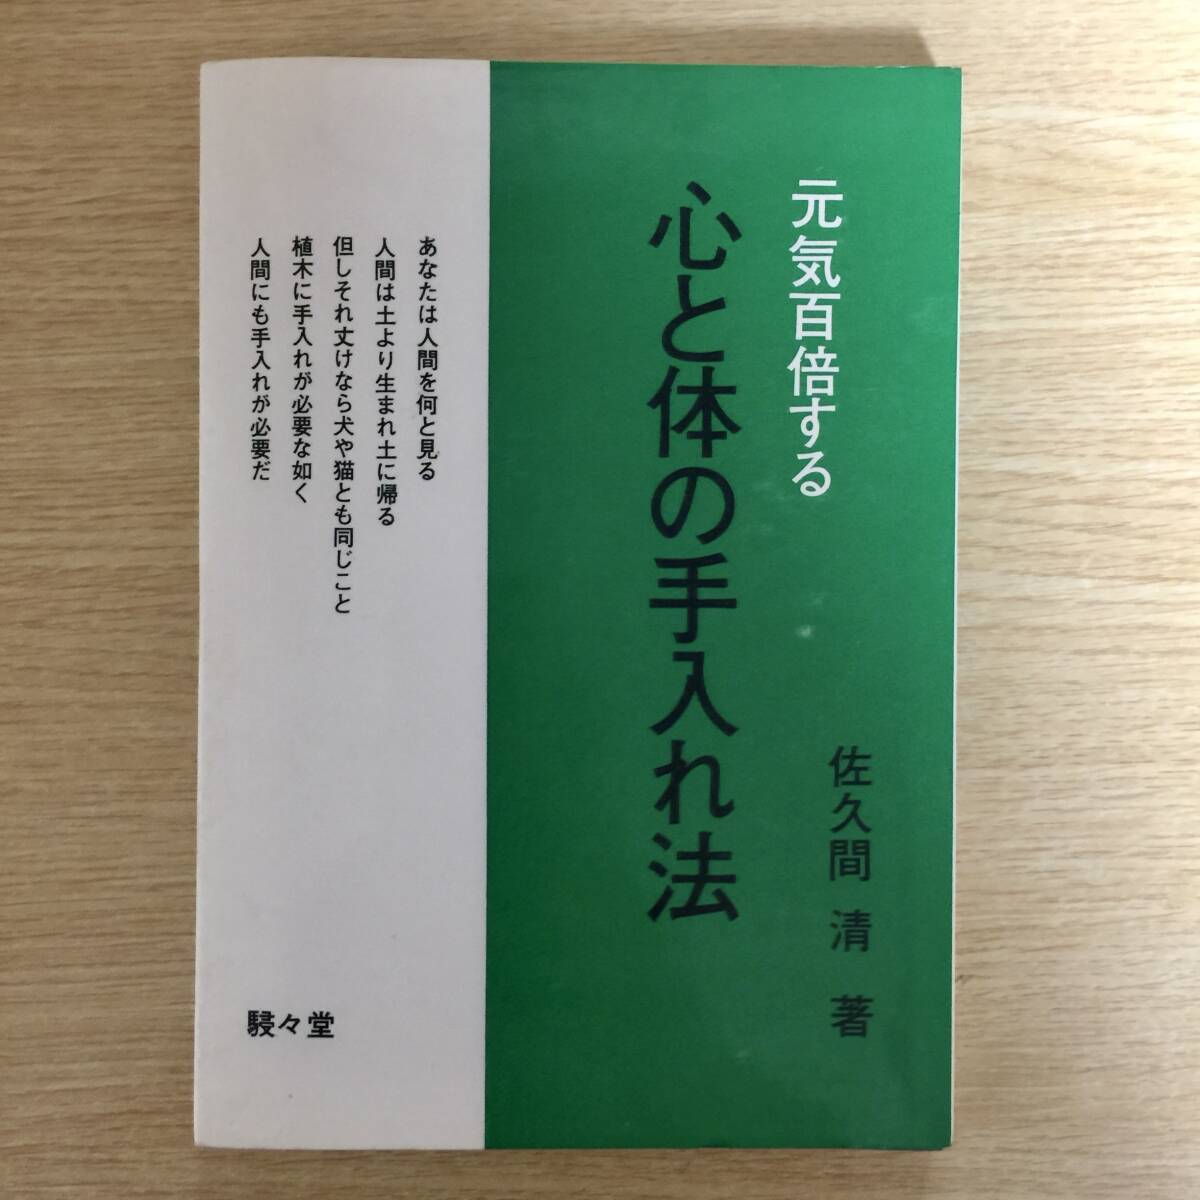 元気百倍する
心と体の手入れ法
佐久間 清 著
あなたは人間を何と見る
人間は土より生まれ土に帰る
但しそれ丈けなら犬や猫とも同じこと
植木に手入れが必要な如く
人間にも手入れが必要だ
駸々堂